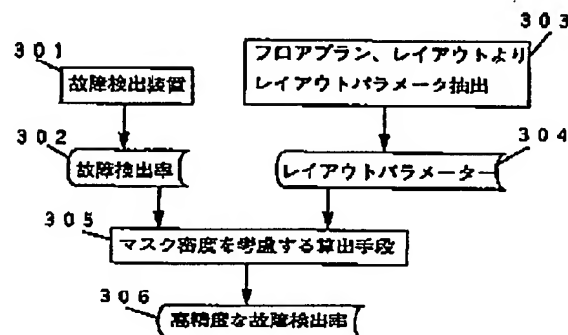 303
フロアプラン、レイアウトより
レイアウトパラメータ抽出
301
故障検出装置
302
故障検出率
304
レイアウトパラメーター
305
マスク密度を考慮する算出手段
306
高精度な故障検出率